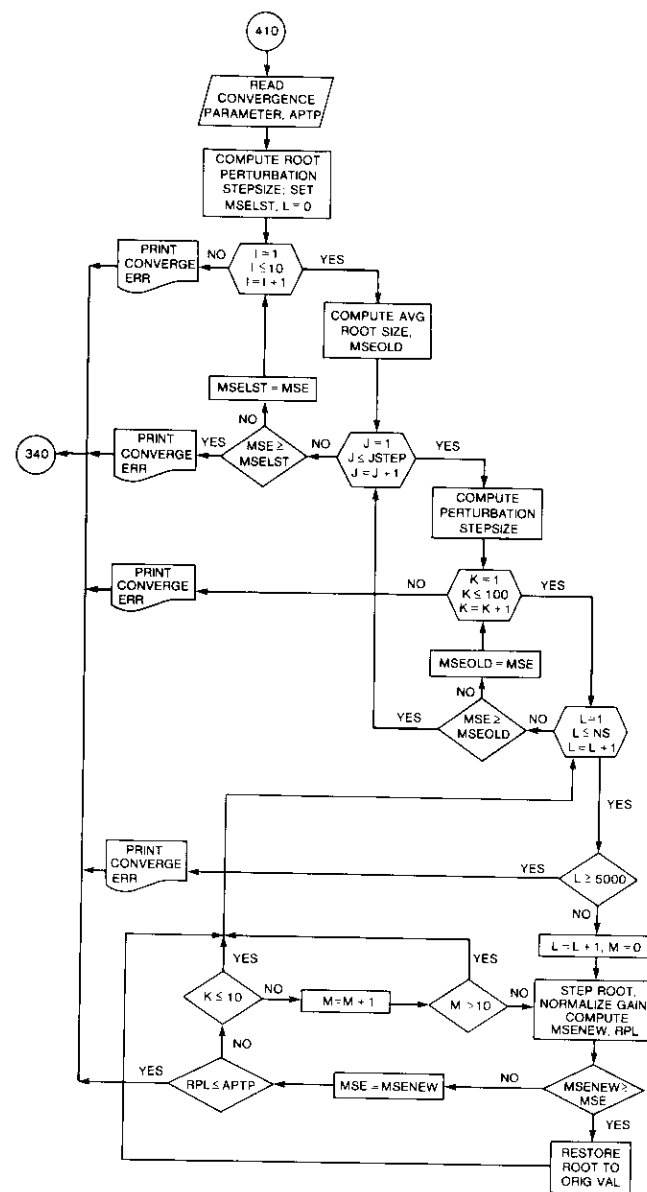 410
READ
CONVERGENCE
PARAMETER, APTP
COMPUTE ROOT
PERTURBATION
STEPSIZE; SET
MSELST, L = 0
PRINT
CONVERGE
ERR
NO
I = 1
I ≤ 10
I = I + 1
YES
COMPUTE AVG
ROOT SIZE,
MSEOLD
MSELST = MSE
NO
340
PRINT
CONVERGE
ERR
YES
MSE ≥
MSELST
NO
J = 1
J ≤ JSTEP
J = J + 1
YES
COMPUTE
PERTURBATION
STEPSIZE
PRINT
CONVERGE
ERR
NO
K = 1
K ≤ 100
K = K + 1
YES
MSEOLD = MSE
NO
YES
MSE ≥
MSEOLD
NO
L = 1
L ≤ NS
L = L + 1
YES
PRINT
CONVERGE
ERR
YES
L ≥ 5000
NO
L = L + 1, M = 0
YES
YES
K ≤ 10
NO
M = M + 1
M > 10
NO
STEP ROOT,
NORMALIZE GAIN
COMPUTE
MSENEW, RPL
NO
YES
RPL ≤ APTP
MSE = MSENEW
NO
MSENEW ≥
MSE
YES
RESTORE
ROOT TO
ORIG VAL